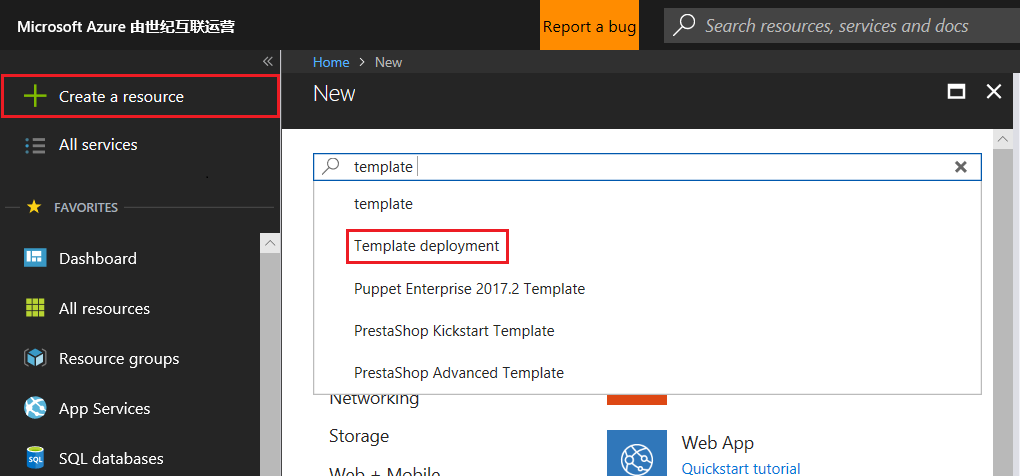 Microsoft Azure 由世纪互联运营
Report a bug
Search resources, services and docs
Home > New
New
Create a resource
All services
FAVORITES
Dashboard
All resources
Resource groups
App Services
SQL
SQL databases
template
template
Template deployment
Puppet Enterprise 2017.2 Template
PrestaShop Kickstart Template
PrestaShop Advanced Template
Networking
Storage
Web + Mobile
Web App
Quickstart tutorial